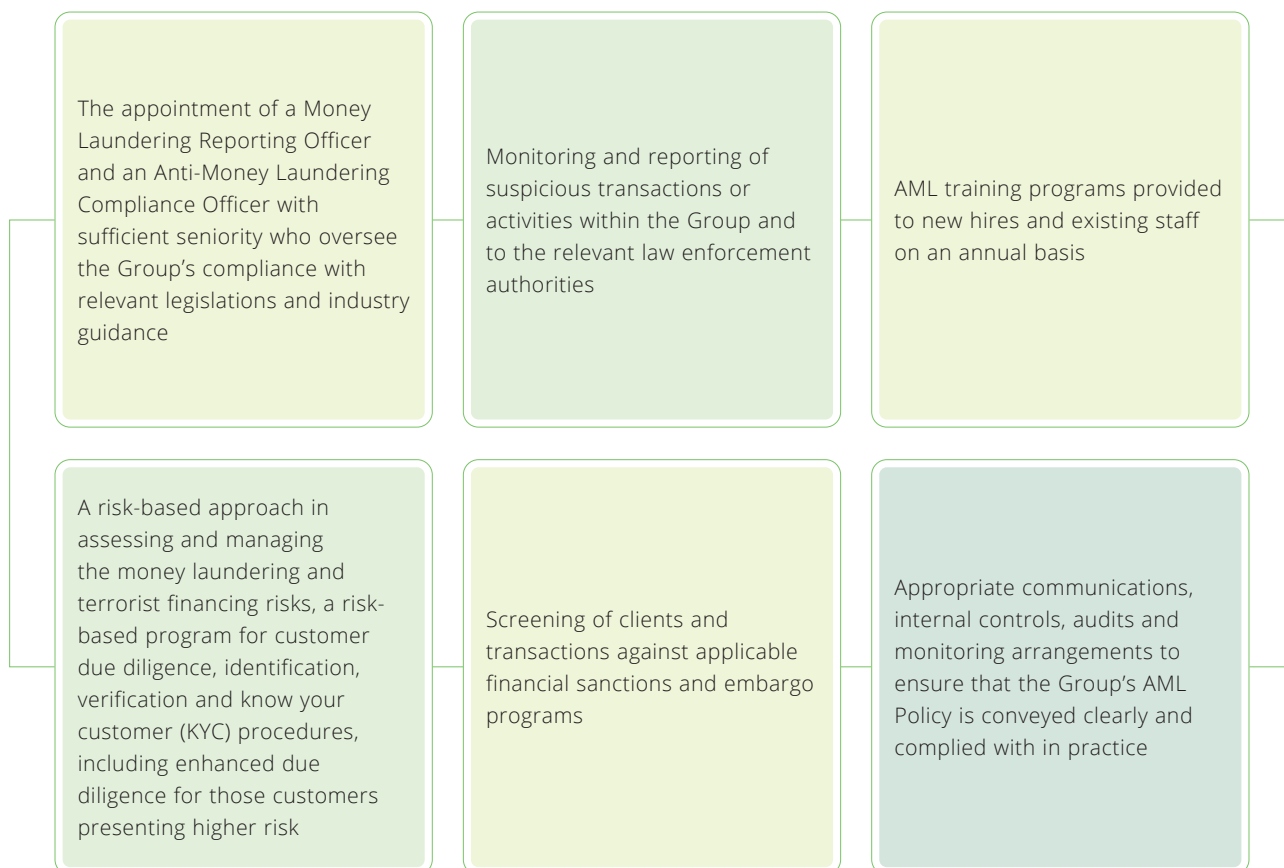 The appointment of a Money
Laundering Reporting Officer
and an Anti-Money Laundering
Compliance Officer with
sufficient seniority who oversee
the Group’s compliance with
relevant legislations and industry
guidance
Monitoring and reporting of
suspicious transactions or
activities within the Group and
to the relevant law enforcement
authorities
AML training programs provided
to new hires and existing staff
on an annual basis
A risk-based approach in
assessing and managing
the money laundering and
terrorist financing risks, a risk-
based program for customer
due diligence, identification,
verification and know your
customer (KYC) procedures,
including enhanced due
diligence for those customers
presenting higher risk
Screening of clients and
transactions against applicable
financial sanctions and embargo
programs
Appropriate communications,
internal controls, audits and
monitoring arrangements to
ensure that the Group’s AML
Policy is conveyed clearly and
complied with in practice